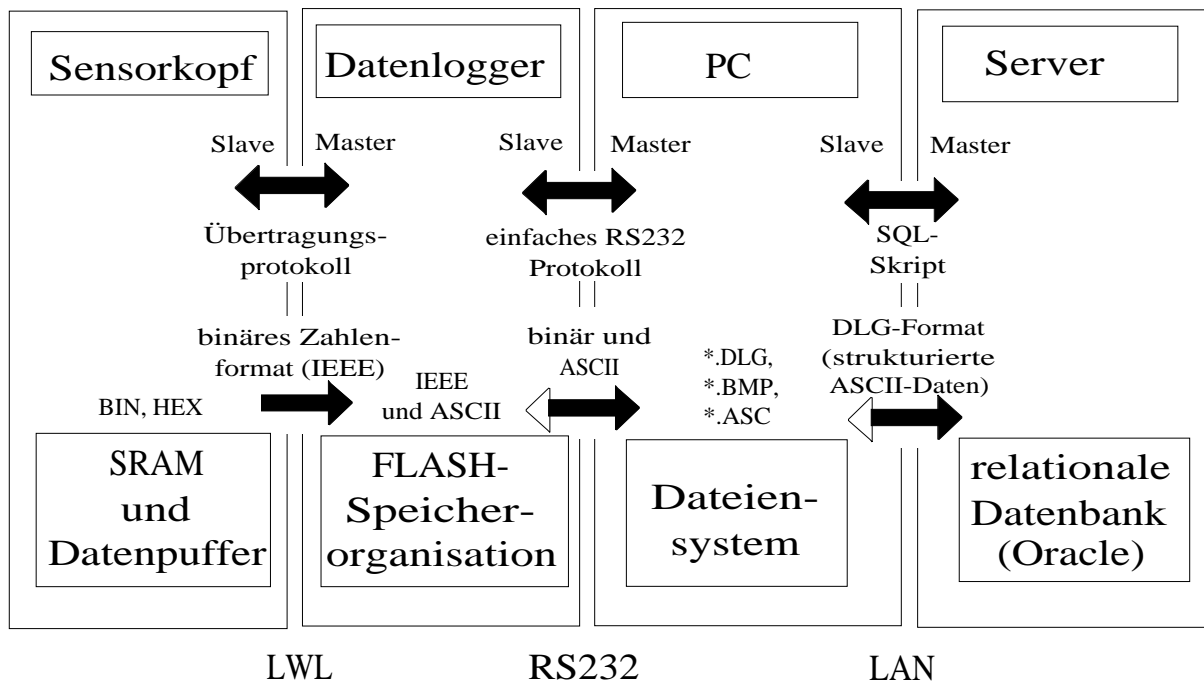 Sensorkopf
Datenlogger
PC
Server
Slave
Master
Slave
Master
Slave
Master
Übertragungs-
protokoll
einfaches RS232
Protokoll
SQL-
Skript
binäres Zahlen-
format (IEEE)
binär und
ASCII
DLG-Format
(strukturierte
ASCII-Daten)
BIN, HEX
IEEE
und ASCII
*.DLG,
*.BMP,
*.ASC
SRAM
und
Datenpuffer
FLASH-
Speicher-
organisation
Dateien-
system
relationale
Datenbank
(Oracle)
LWL
RS232
LAN